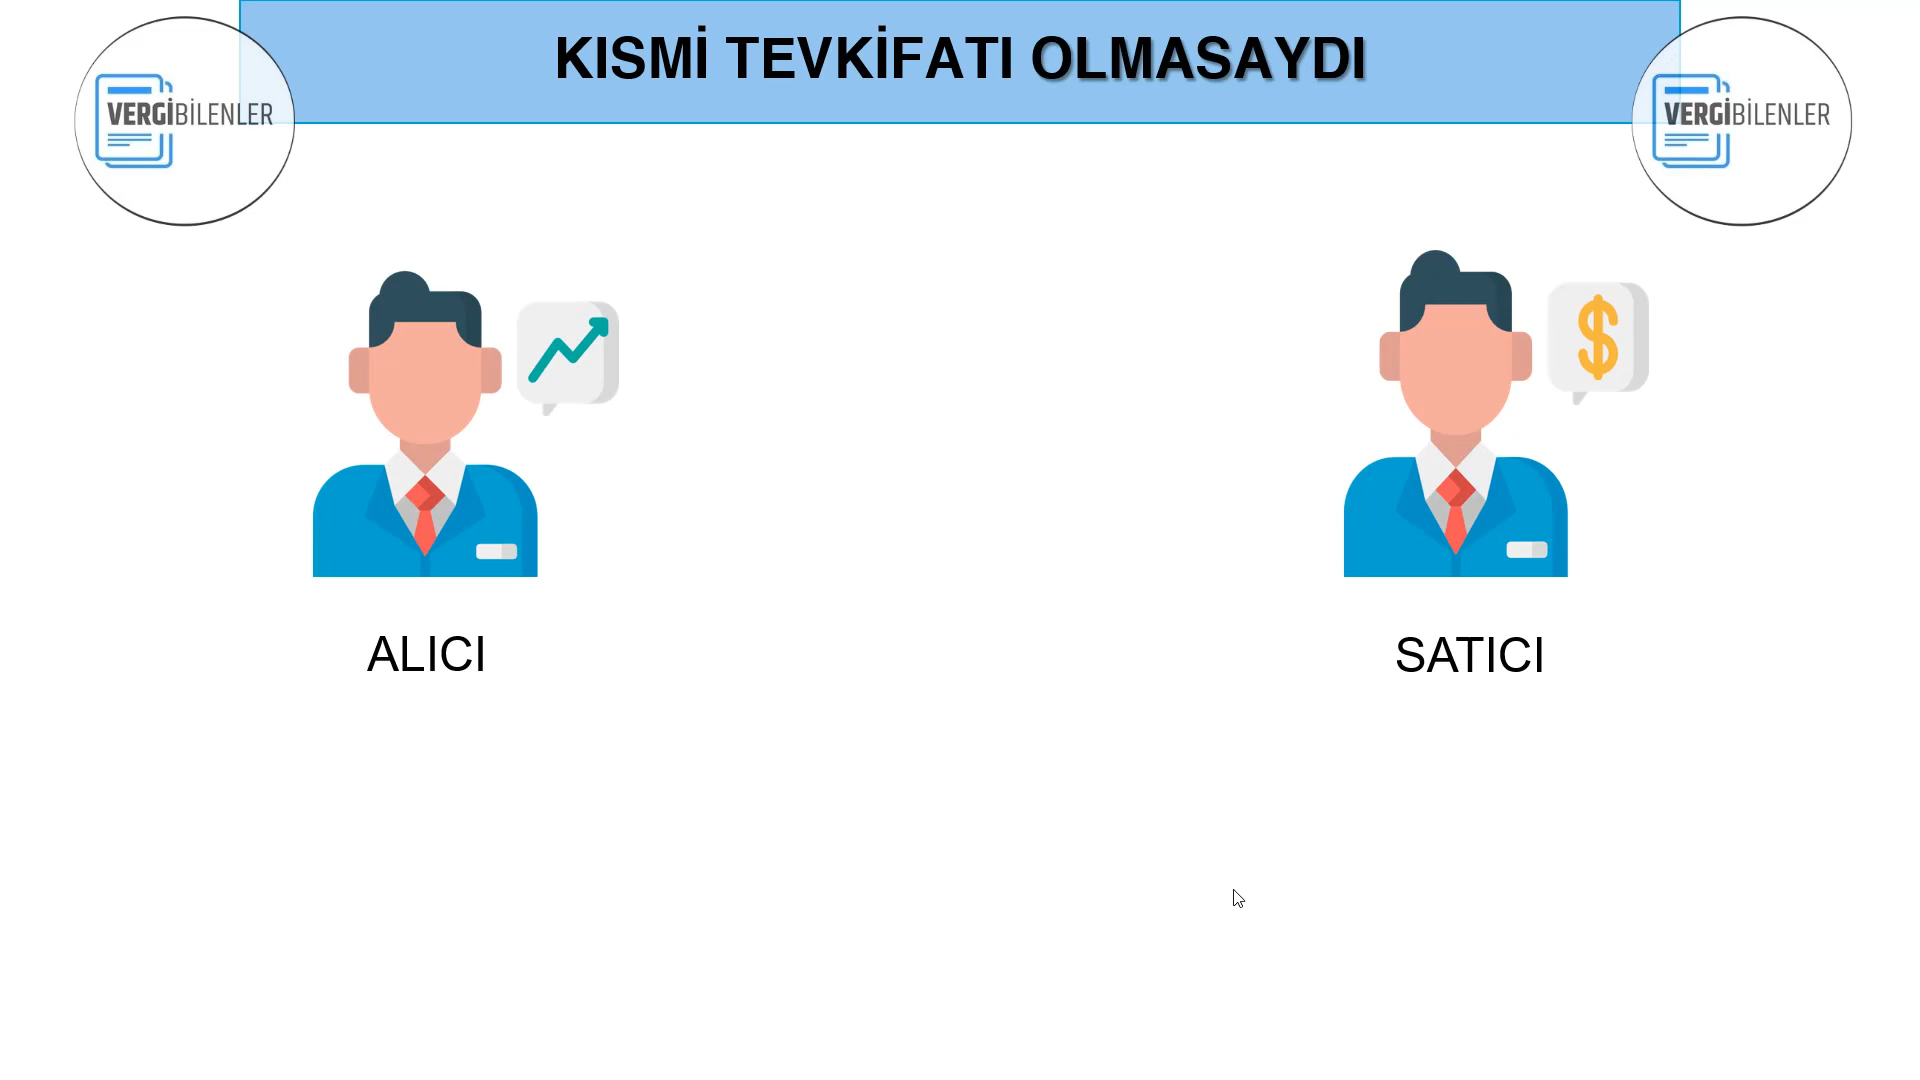 KISMİ TEVKİFATI OLMASAYDI
VERGİBİLENLER
VERGİBİLENLER
ALICI
SATICI